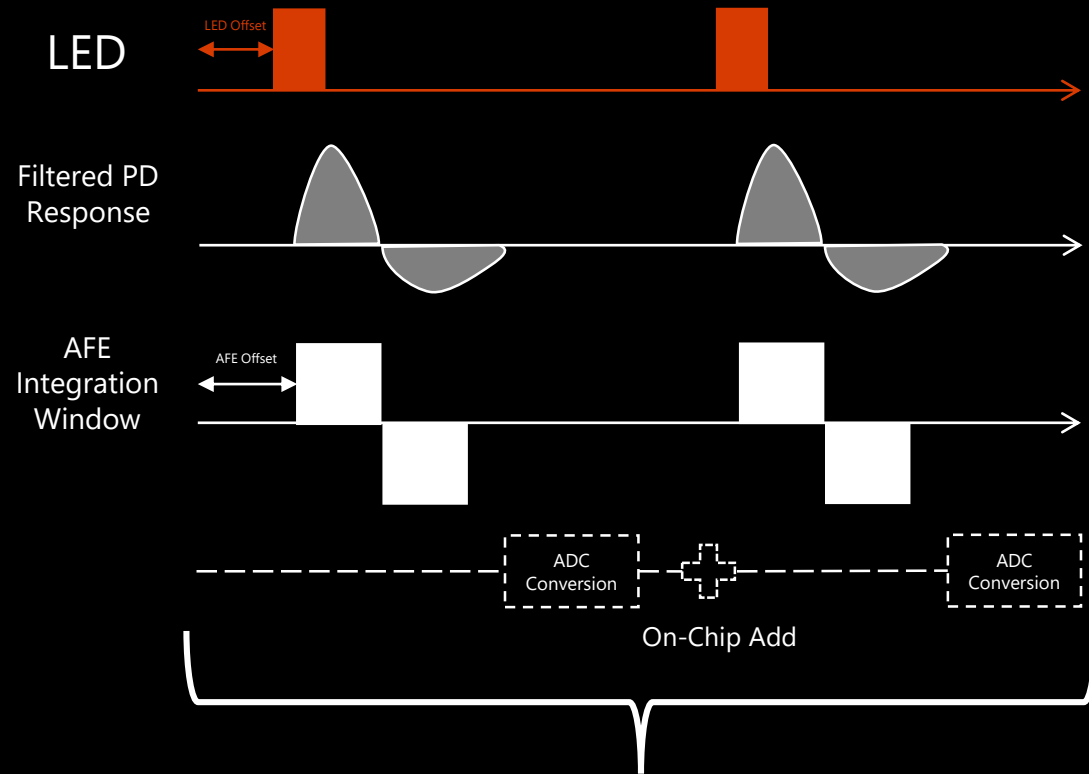 LED
LED Offset
Filtered PD
Response
AFE
Integration
Window
AFE Offset
ADC
Conversion
ADC
Conversion
On-Chip Add